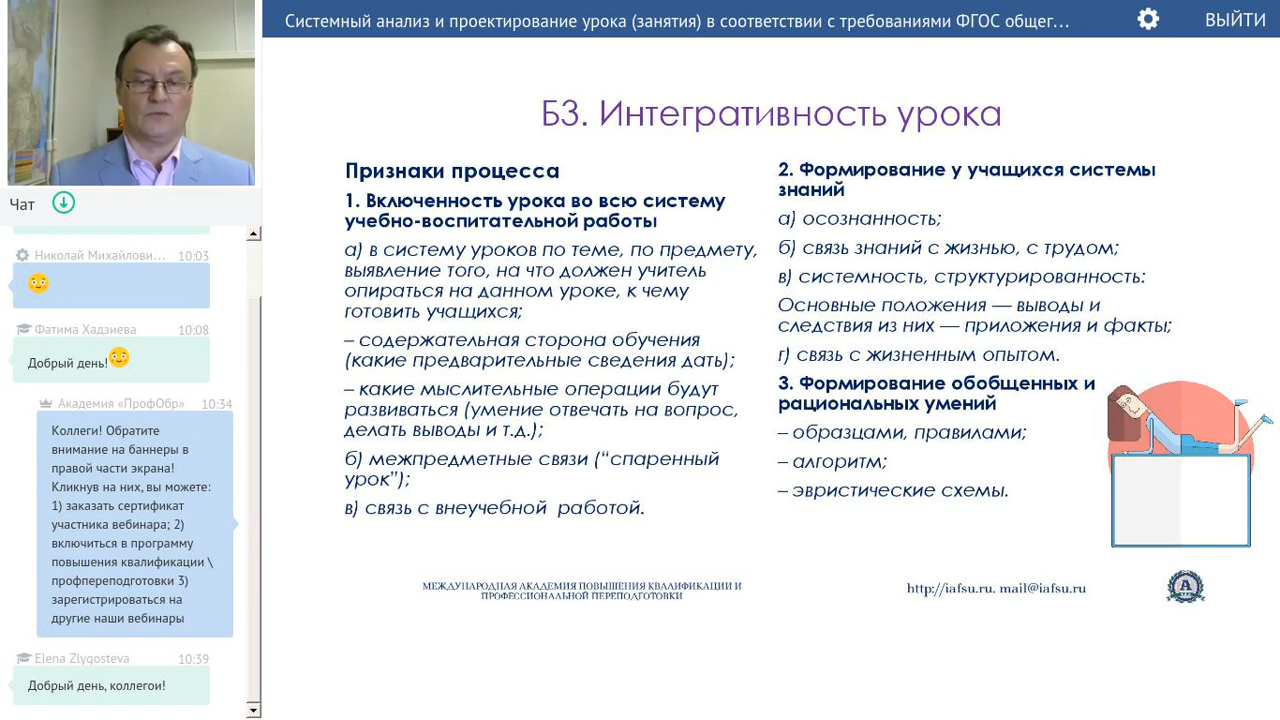 Системный анализ и проектирование урока (занятия) в соответствии с требованиями ФГОС общег...
ВЫЙТИ
Чат
Николай Михайлови...
10:03
Фатима Хадзиева
10:08
Добрый день!
Академия «ПрофОбр»
10:34
Коллеги! Обратите
внимание на баннеры в
правой части экрана!
Кликнув на них, вы можете:
1) заказать сертификат
участника вебинара; 2)
включиться в программу
повышения квалификации \
профпереподготовки 3)
зарегистрироваться на
другие наши вебинары
Elena Zlygosteva
10:39
Добрый день, коллегои!
Б3. Интегративность урока
Признаки процесса
1. Включенность урока во всю систему
учебно-воспитательной работы
а) в систему уроков по теме, по предмету,
выявление того, на что должен учитель
опираться на данном уроке, к чему
готовить учащихся;
– содержательная сторона обучения
(какие предварительные сведения дать);
– какие мыслительные операции будут
развиваться (умение отвечать на вопрос,
делать выводы и т.д.);
б) межпредметные связи (“спаренный
урок”);
в) связь с внеучебной работой.
2. Формирование у учащихся системы
знаний
а) осознанность;
б) связь знаний с жизнью, с трудом;
в) системность, структурированность:
Основные положения — выводы и
следствия из них — приложения и факты;
г) связь с жизненным опытом.
3. Формирование обобщенных и
рациональных умений
– образцами, правилами;
– алгоритм;
– эвристические схемы.
МЕЖДУНАРОДНАЯ АКАДЕМИЯ ПОВЫШЕНИЯ КВАЛИФИКАЦИИ И
ПРОФЕССИОНАЛЬНОЙ ПЕРЕПОДГОТОВКИ
http://iafsu.ru. mail@iafsu.ru